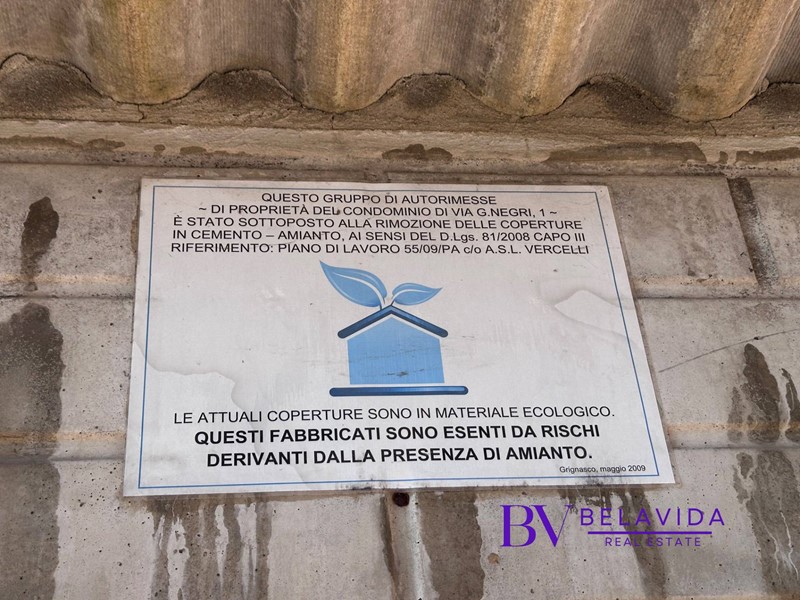 QUESTO GRUPPO DI AUTORIMESSE
~ DI PROPRIETÀ DEL CONDOMINIO DI VIA G.NEGRI, 1 ~
È STATO SOTTOPOSTO ALLA RIMOZIONE DELLE COPERTURE
IN CEMENTO – AMIANTO, AI SENSI DEL D.Lgs. 81/2008 CAPO III
RIFERIMENTO: PIANO DI LAVORO 55/09/PA c/o A.S.L. VERCELLI
LE ATTUALI COPERTURE SONO IN MATERIALE ECOLOGICO.
QUESTI FABBRICATI SONO ESENTI DA RISCHI
DERIVANTI DALLA PRESENZA DI AMIANTO.
Grignasco, maggio 2009
BV™ BELAVIDA
REAL ESTATE